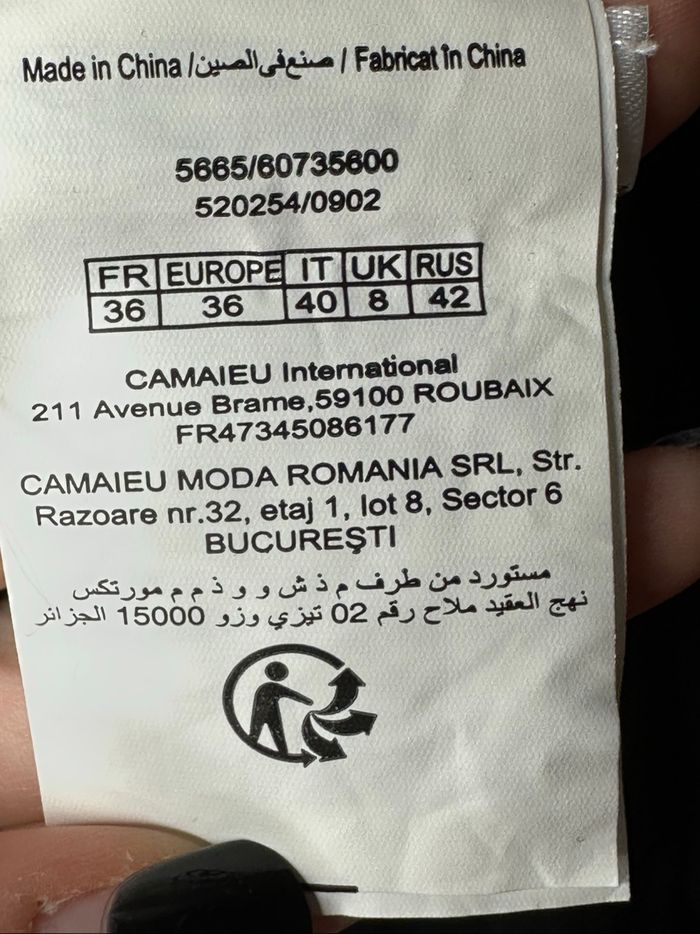 Made in China / صنع في الصين / Fabricat în China
5665/60735600
520254/0902
FR EUROPE IT UK RUS
36 36 40 8 42
CAMAIEU International
211 Avenue Brame,59100 ROUBAIX
FR47345086177
CAMAIEU MODA ROMANIA SRL, Str.
Razoare nr.32, etaj 1, lot 8, Sector 6
BUCUREŞTI
مستورد من طرف م ذ ش و و ذ م م مورتكس
نهج العقيد ملاح رقم 02 تيزي وزو 15000 الجزائر